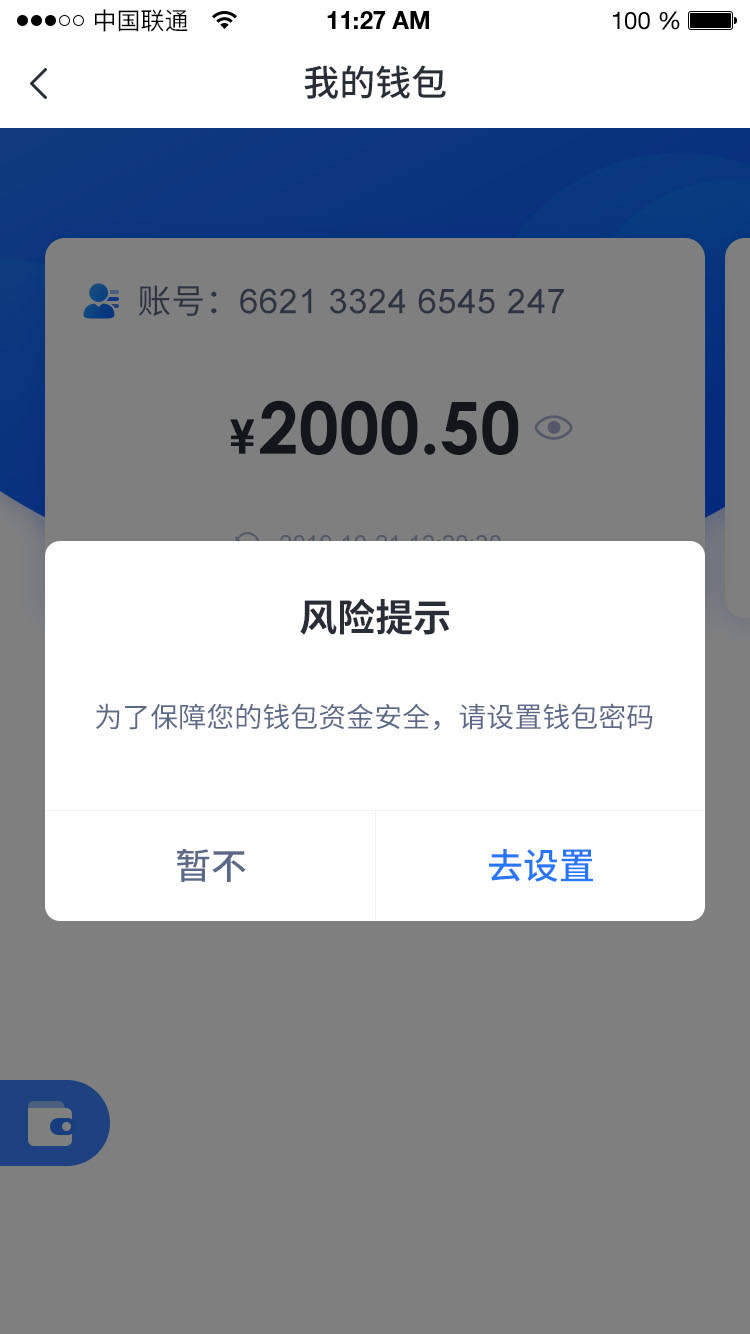 中国联通 11:27 AM 100 %
我的钱包
账号：6621 3324 6545 247
¥2000.50
风险提示
为了保障您的钱包资金安全，请设置钱包密码
暂不 去设置